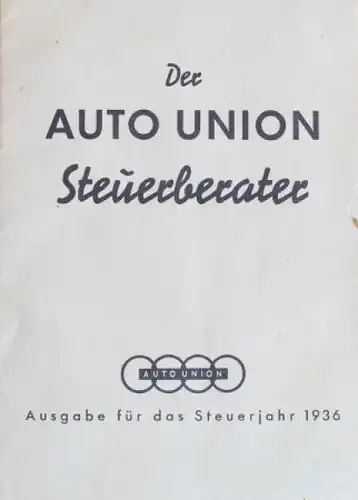 Der
AUTO UNION
Steuerberater
AUTO UNION
Ausgabe für das Steuerjahr 1936